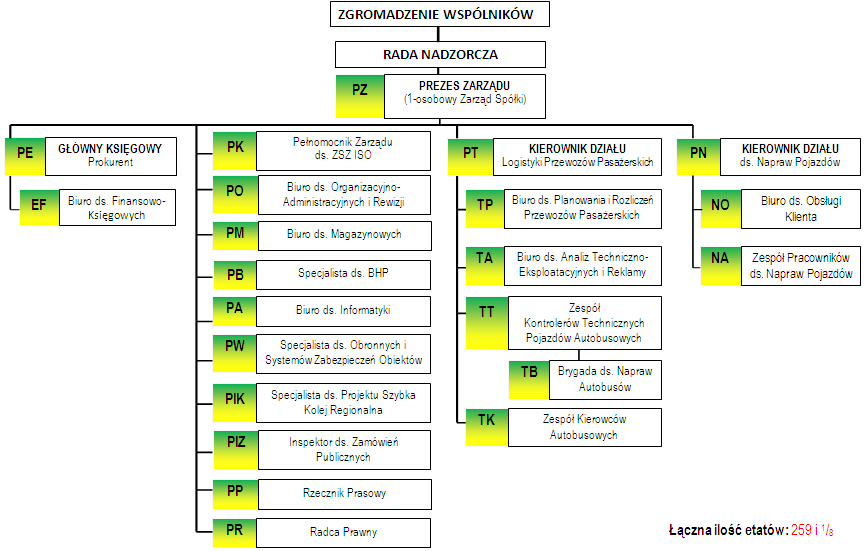 ZGROMADZENIE WSPÓLNIKÓW
RADA NADZORCZA
PZ
PREZES ZARZĄDU
(1-osobowy Zarząd Spółki)
PE
GŁÓWNY KSIĘGOWY
Prokurent
EF
Biuro ds. Finansowo-
Księgowych
PK
Pełnomocnik Zarządu
ds. ZSZ ISO
PO
Biuro ds. Organizacyjno-
Administracyjnych i Rewizji
PM
Biuro ds. Magazynowych
PB
Specjalista ds. BHP
PA
Biuro ds. Informatyki
PW
Specjalista ds. Obronnych i
Systemów Zabezpieczeń Obiektów
PIK
Specjalista ds. Projektu Szybka
Kolej Regionalna
PIZ
Inspektor ds. Zamówień
Publicznych
PP
Rzecznik Prasowy
PR
Radca Prawny
PT
KIEROWNIK DZIAŁU
Logistyki Przewozów Pasażerskich
TP
Biuro ds. Planowania i Rozliczeń
Przewozów Pasażerskich
TA
Biuro ds. Analiz Techniczno-
Eksploatacyjnych i Reklamy
TT
Zespół
Kontrolerów Technicznych
Pojazdów Autobusowych
TB
Brygada ds. Napraw
Autobusów
TK
Zespół Kierowców
Autobusowych
PN
KIEROWNIK DZIAŁU
ds. Napraw Pojazdów
NO
Biuro ds. Obsługi
Klienta
NA
Zespół Pracowników
ds. Napraw Pojazdów
Łączna ilość etatów: 259 i 1/8